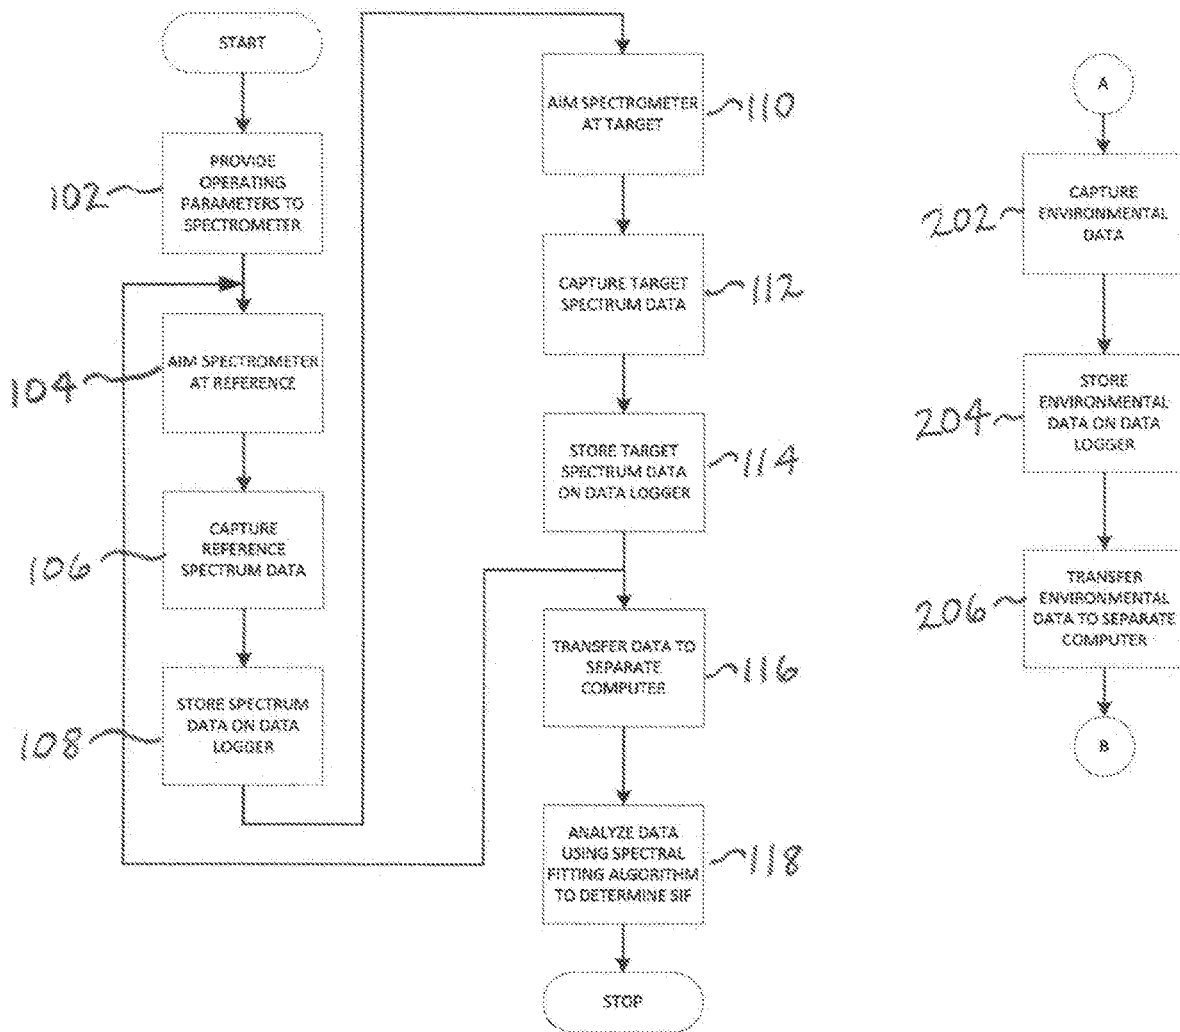 START
102
PROVIDE
OPERATING
PARAMETERS TO
SPECTROMETER
104
AIM SPECTROMETER
AT REFERENCE
106
CAPTURE
REFERENCE
SPECTRUM DATA
108
STORE SPECTRUM
DATA ON DATA
LOGGER
AIM SPECTROMETER
AT TARGET
110
CAPTURE TARGET
SPECTRUM DATA
112
STORE TARGET
SPECTRUM DATA
ON DATA LOGGER
114
TRANSFER DATA TO
SEPARATE
COMPUTER
116
ANALYZE DATA
USING SPECTRAL
FITTING ALGORITHM
TO DETERMINE SIF
118
STOP
A
202
CAPTURE
ENVIRONMENTAL
DATA
204
STORE
ENVIRONMENTAL
DATA ON DATA
LOGGER
206
TRANSFER
ENVIRONMENTAL
DATA TO SEPARATE
COMPUTER
B